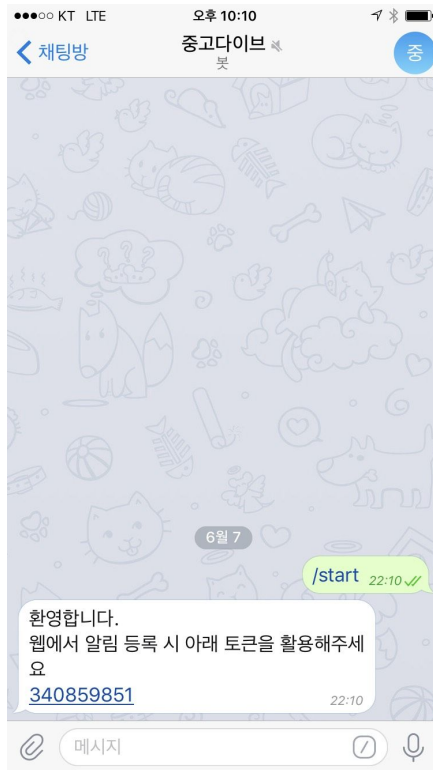 KT LTE 오후 10:10
채팅방 중고다이브 중
봇
? ? ?
6월 7
/start 22:10
환영합니다.
웹에서 알림 등록 시 아래 토큰을 활용해주세
요
340859851 22:10
메시지